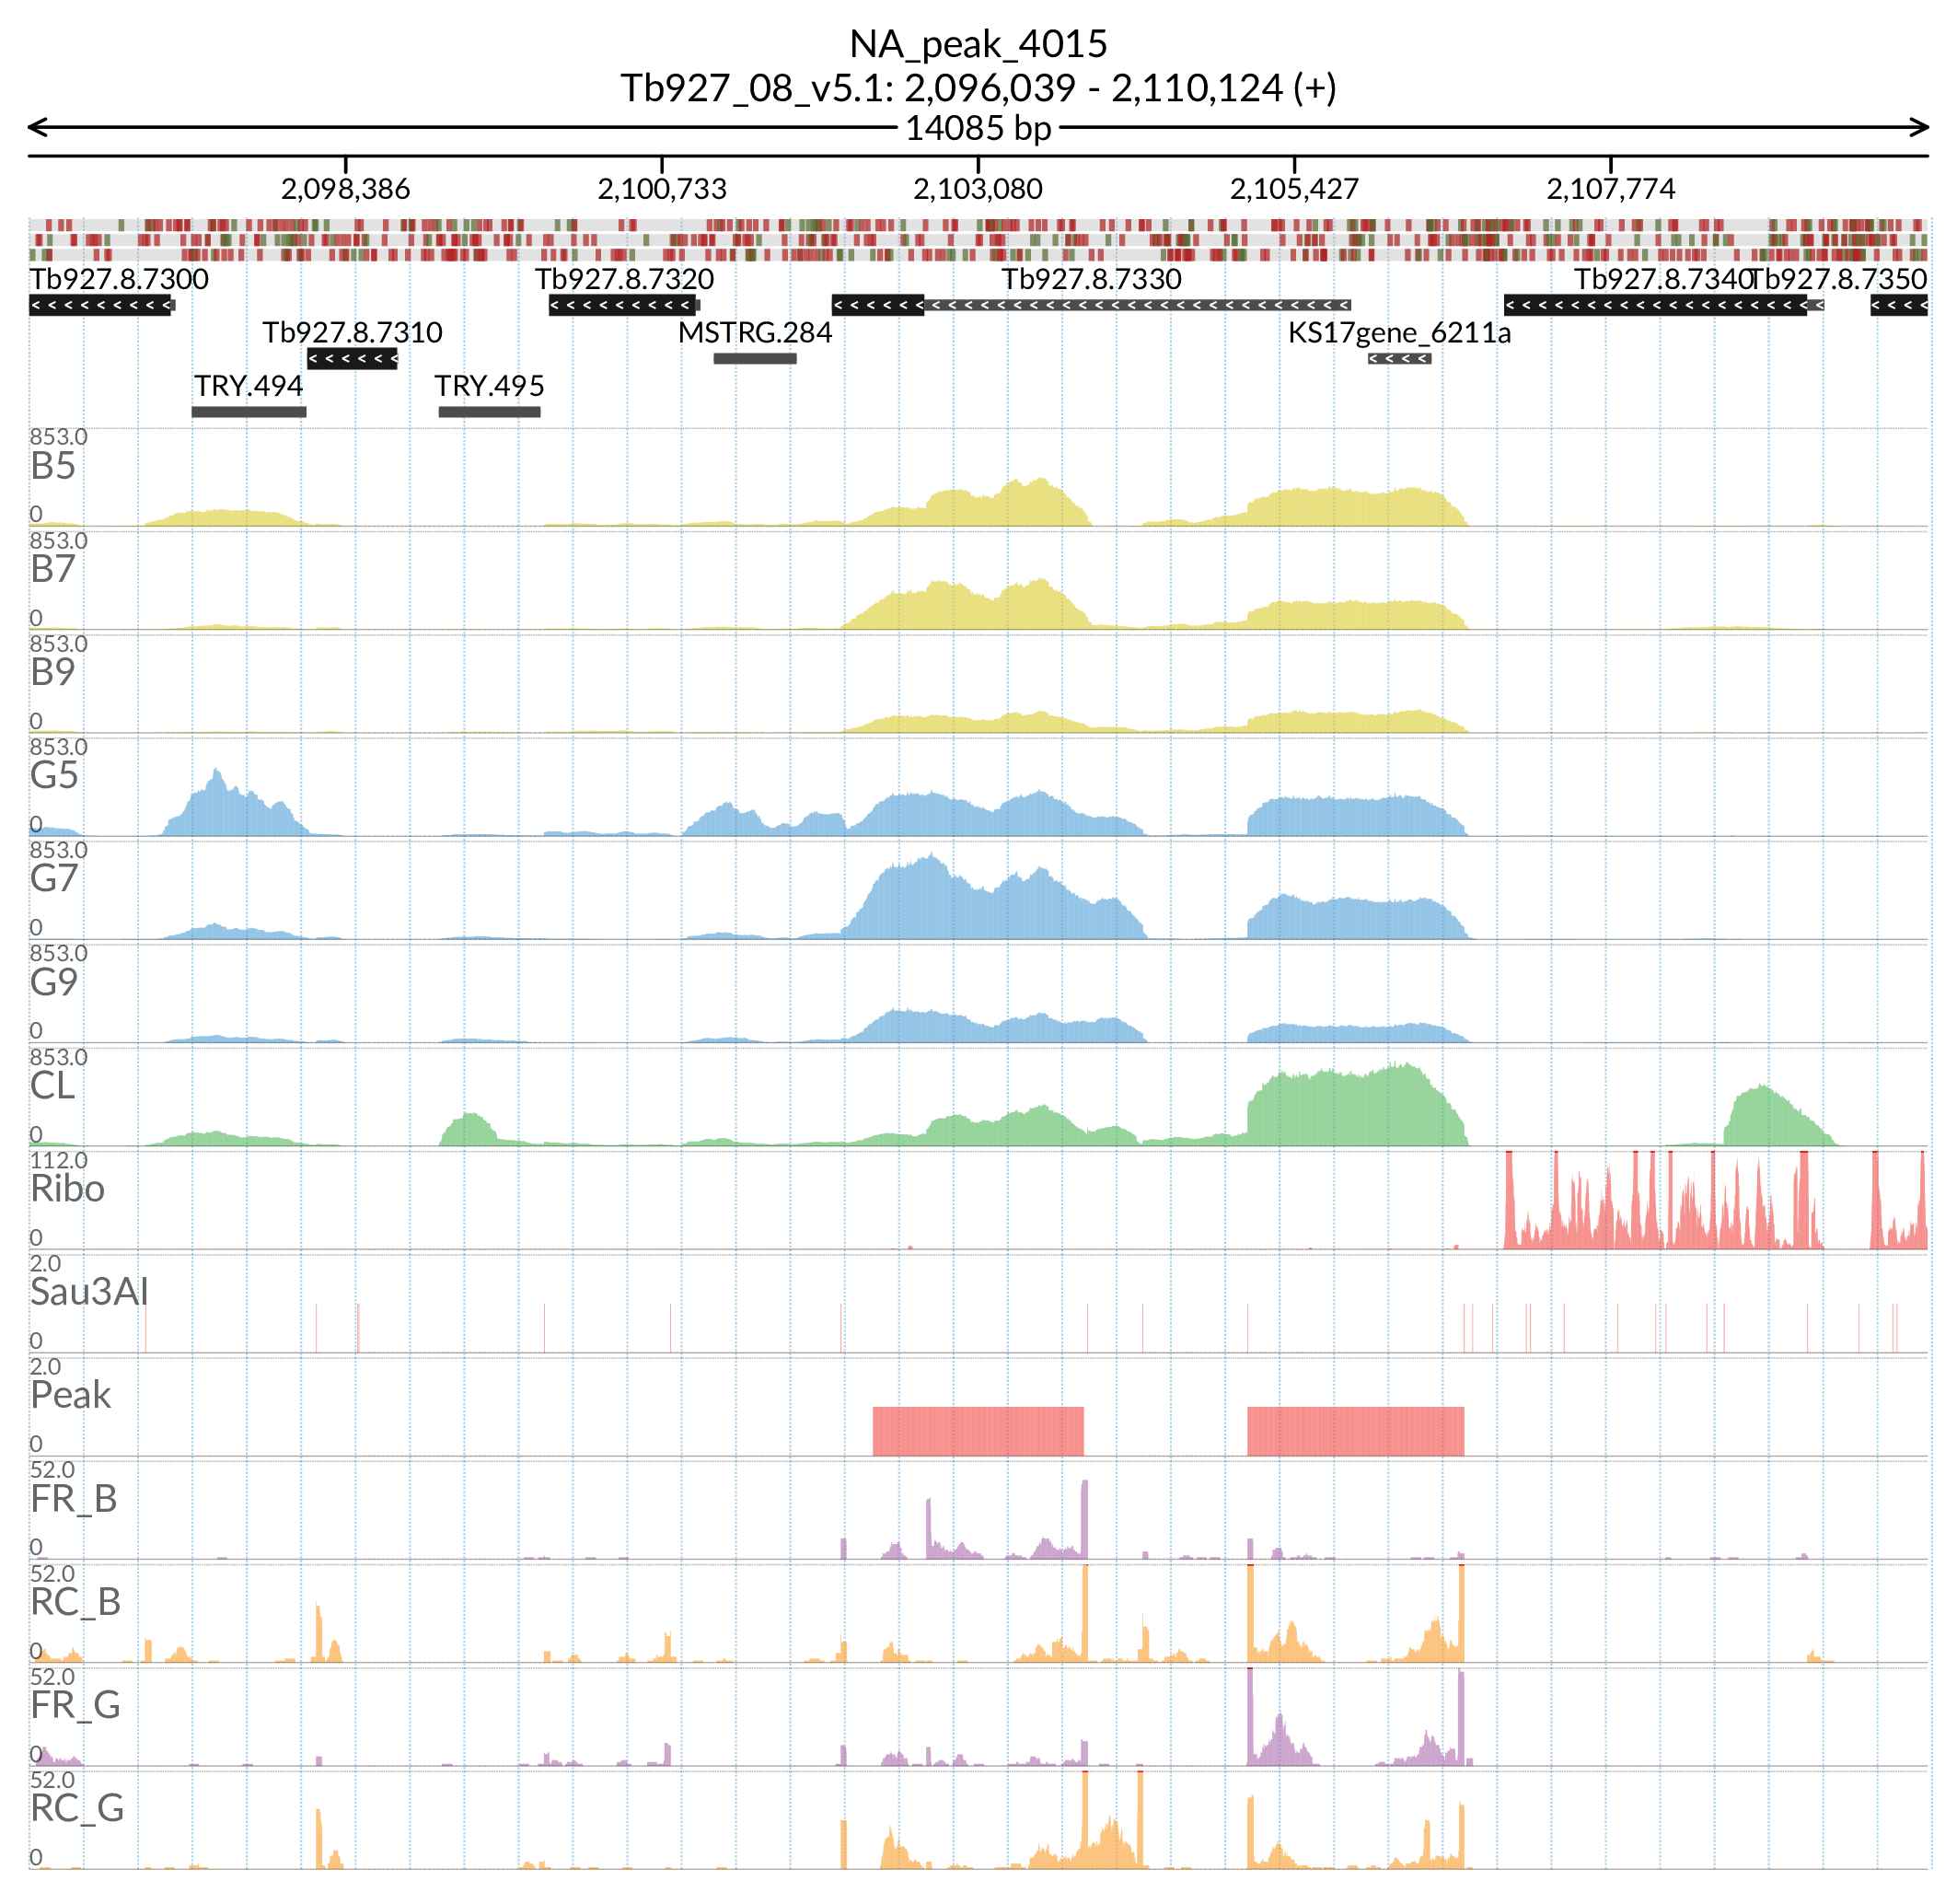 NA_peak_4015
Tb927_08_v5.1: 2,096,039 - 2,110,124 (+)
14085 bp
2,098,386 2,100,733 2,103,080 2,105,427 2,107,774
Tb927.8.7300 Tb927.8.7320 Tb927.8.7330 Tb927.8.7340 Tb927.8.7350
Tb927.8.7310 MSTRG.284 KS17gene_6211a
TRY.494 TRY.495
853.0
B5
0
853.0
B7
0
853.0
B9
0
853.0
G5
0
853.0
G7
0
853.0
G9
0
853.0
CL
0
112.0
Ribo
0
2.0
Sau3AI
0
2.0
Peak
0
52.0
FR_B
0
52.0
RC_B
0
52.0
FR_G
0
52.0
RC_G
0